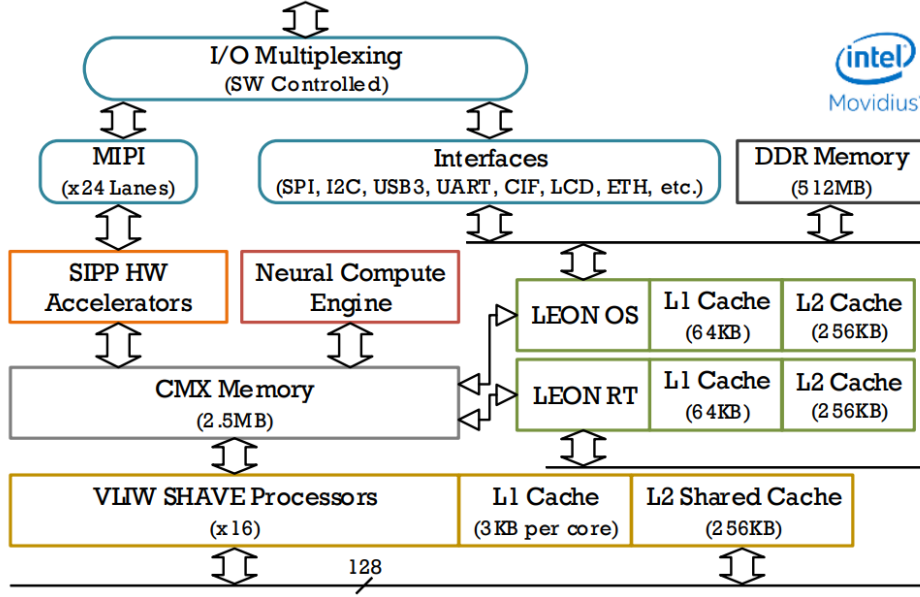 I/O Multiplexing
(SW Controlled)
intel
Movidius
MIPI
(x24 Lanes)
Interfaces
(SPI, I2C, USB3, UART, CIF, LCD, ETH, etc.)
DDR Memory
(512MB)
SIPP HW
Accelerators
Neural Compute
Engine
LEON OS
L1 Cache
(64KB)
L2 Cache
(256KB)
CMX Memory
(2.5MB)
LEON RT
L1 Cache
(64KB)
L2 Cache
(256KB)
VLIW SHAVE Processors
(x16)
L1 Cache
(3KB per core)
L2 Shared Cache
(256KB)
128